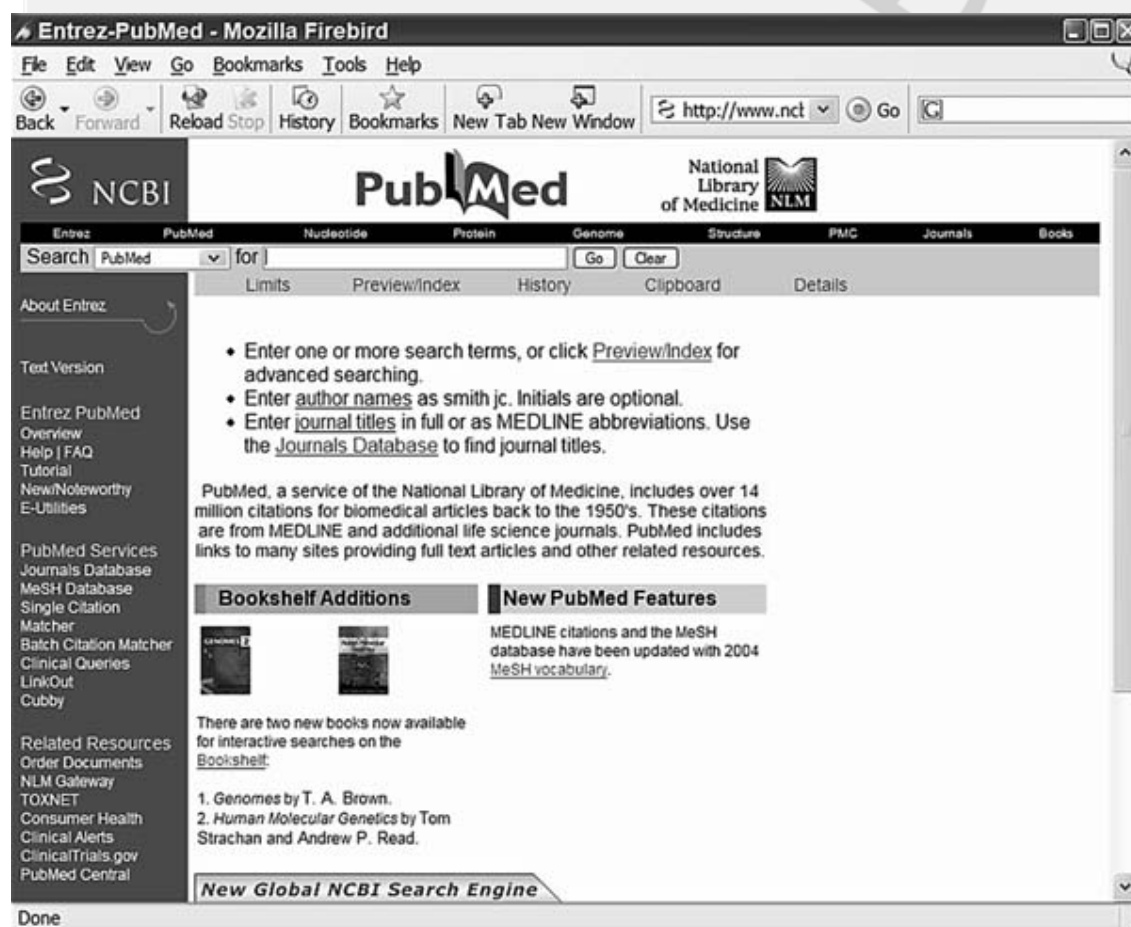 Entrez-PubMed - Mozilla Firebird
File Edit View Go Bookmarks Tools Help
Back Forward Reload Stop History Bookmarks New Tab New Window http://www.nct Go G
NCBI
PubMed
National
Library
of Medicine NLM
Entrez PubMed Nucleotide Protein Genome Structure PMC Journals Books
Search PubMed for Go Clear
Limits Preview/Index History Clipboard Details
About Entrez
Text Version
Entrez PubMed
Overview
Help | FAQ
Tutorial
New/Noteworthy
E-Utilities
PubMed Services
Journals Database
MeSH Database
Single Citation
Matcher
Batch Citation Matcher
Clinical Queries
LinkOut
Cubby
Related Resources
Order Documents
NLM Gateway
TOXNET
Consumer Health
Clinical Alerts
ClinicalTrials.gov
PubMed Central
• Enter one or more search terms, or click Preview/Index for
advanced searching.
• Enter author names as smith jc. Initials are optional.
• Enter journal titles in full or as MEDLINE abbreviations. Use
the Journals Database to find journal titles.
PubMed, a service of the National Library of Medicine, includes over 14
million citations for biomedical articles back to the 1950's. These citations
are from MEDLINE and additional life science journals. PubMed includes
links to many sites providing full text articles and other related resources.
Bookshelf Additions
GENOMES 2
There are two new books now available
for interactive searches on the
Bookshelf:
1. Genomes by T. A. Brown.
2. Human Molecular Genetics by Tom
Strachan and Andrew P. Read.
New PubMed Features
MEDLINE citations and the MeSH
database have been updated with 2004
MeSH vocabulary.
New Global NCBI Search Engine
Done